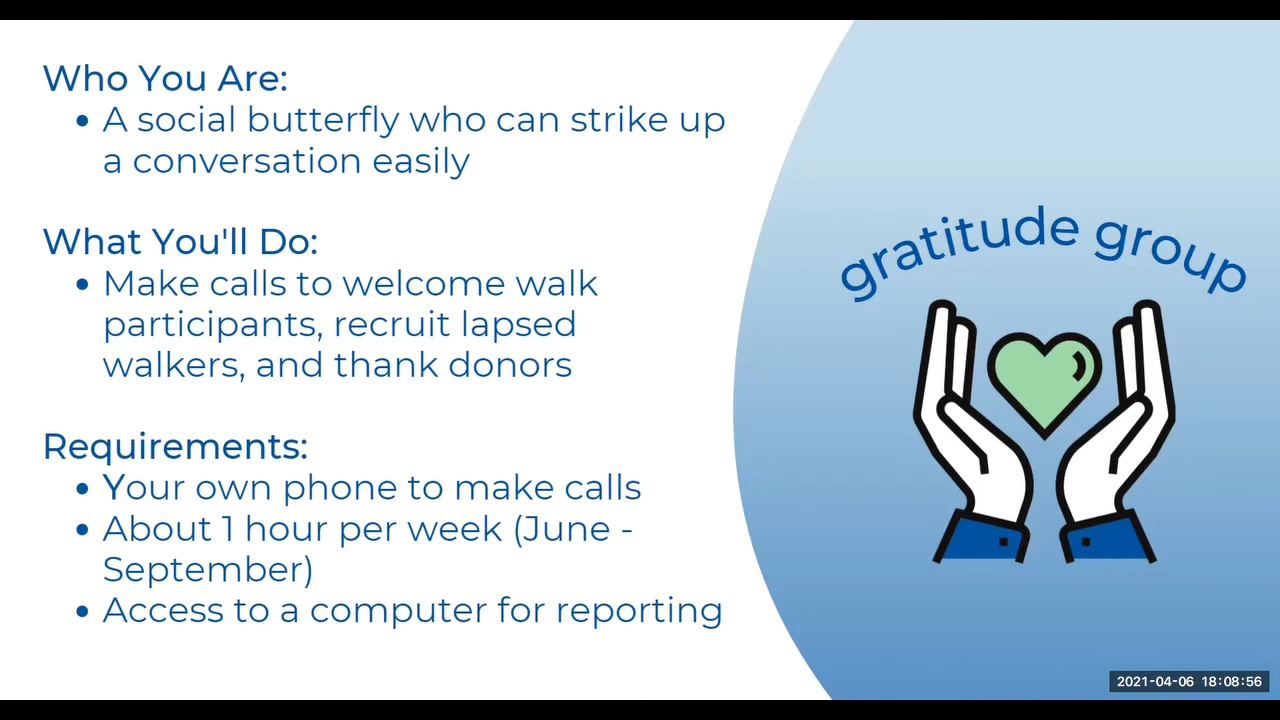 Who You Are:
• A social butterfly who can strike up
a conversation easily
What You'll Do:
• Make calls to welcome walk
participants, recruit lapsed
walkers, and thank donors
Requirements:
• Your own phone to make calls
• About 1 hour per week (June -
September)
• Access to a computer for reporting
gratitude group
2021-04-06 18:08:56